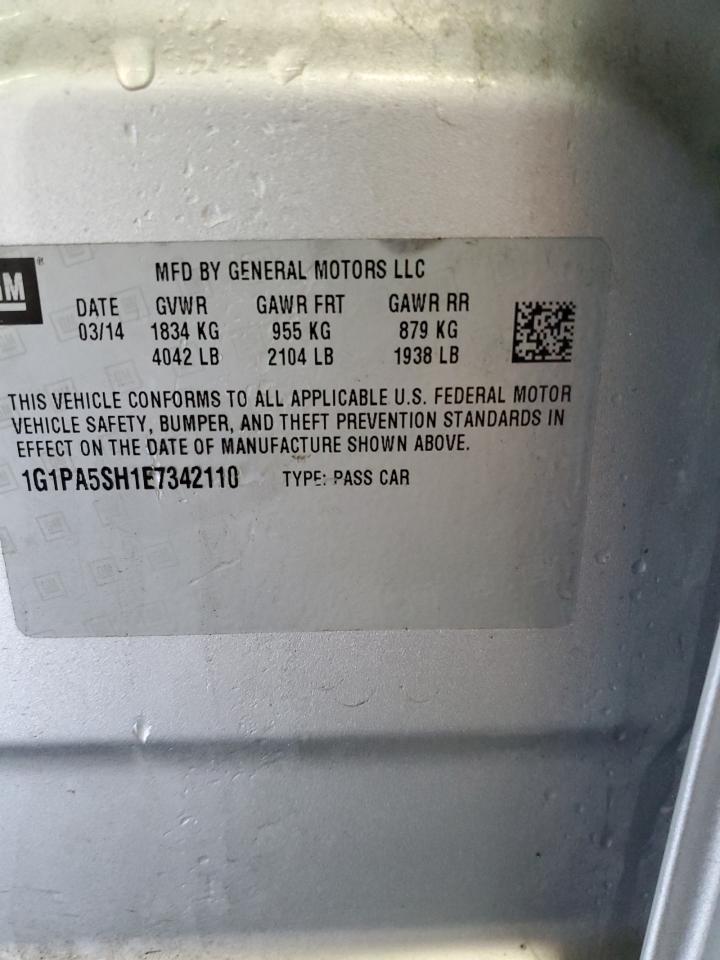 GM®
MFD BY GENERAL MOTORS LLC
DATE GVWR GAWR FRT GAWR RR
03/14 1834 KG 955 KG 879 KG
4042 LB 2104 LB 1938 LB
THIS VEHICLE CONFORMS TO ALL APPLICABLE U.S. FEDERAL MOTOR
VEHICLE SAFETY, BUMPER, AND THEFT PREVENTION STANDARDS IN
EFFECT ON THE DATE OF MANUFACTURE SHOWN ABOVE.
1G1PA5SH1E7342110 TYPE: PASS CAR